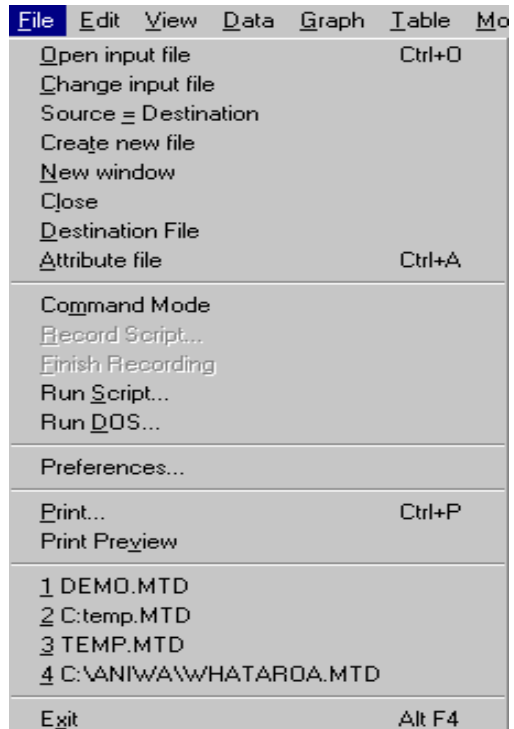 File Edit View Data Graph Table Mo
Open input file Ctrl+O
Change input file
Source = Destination
Create new file
New window
Close
Destination File
Attribute file Ctrl+A
Command Mode
Record Script...
Finish Recording
Run Script...
Run DOS...
Preferences...
Print... Ctrl+P
Print Preview
1 DEMO.MTD
2 C:temp.MTD
3 TEMP.MTD
4 C:\ANIWA\WHATAROA.MTD
Exit Alt F4